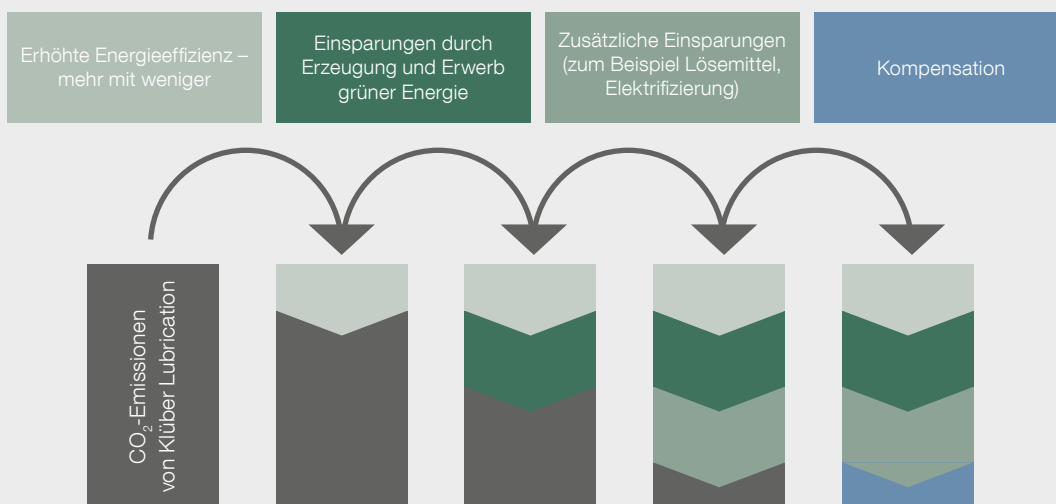 Erhöhte Energieeffizienz –
mehr mit weniger
Einsparungen durch
Erzeugung und Erwerb
grüner Energie
Zusätzliche Einsparungen
(zum Beispiel Lösemittel,
Elektrifizierung)
Kompensation
CO₂-Emissionen
von Klüber Lubrication